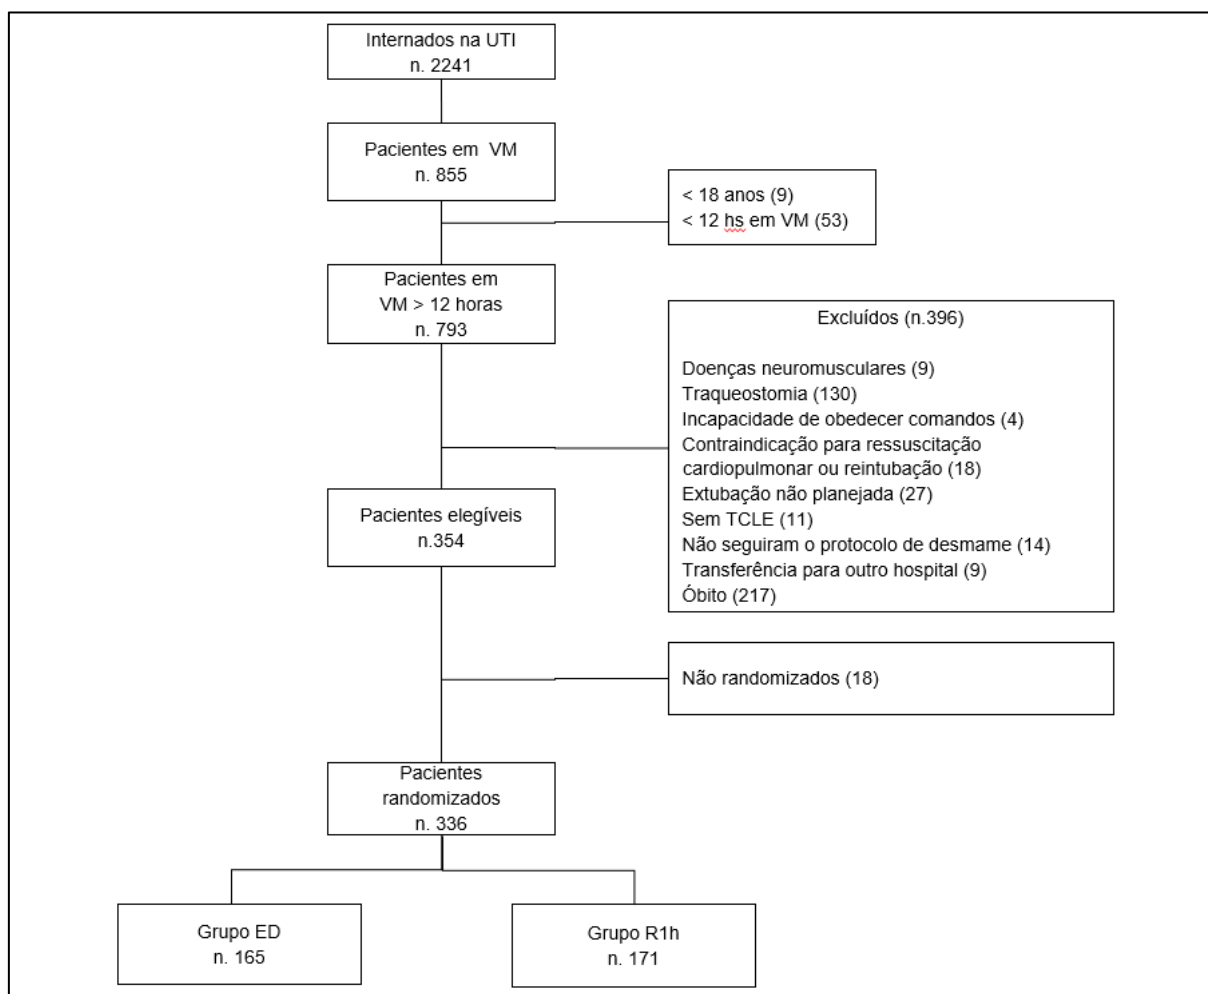 Internados na UTI
n. 2241
Pacientes em VM
n. 855
< 18 anos (9)
< 12 hs em VM (53)
Pacientes em
VM > 12 horas
n. 793
Excluídos (n.396)
Doenças neuromusculares (9)
Traqueostomia (130)
Incapacidade de obedecer comandos (4)
Contraindicação para ressuscitação
cardiopulmonar ou reintubação (18)
Extubação não planejada (27)
Sem TCLE (11)
Não seguiram o protocolo de desmame (14)
Transferência para outro hospital (9)
Óbito (217)
Pacientes elegíveis
n.354
Não randomizados (18)
Pacientes
randomizados
n. 336
Grupo ED
n. 165
Grupo R1h
n. 171